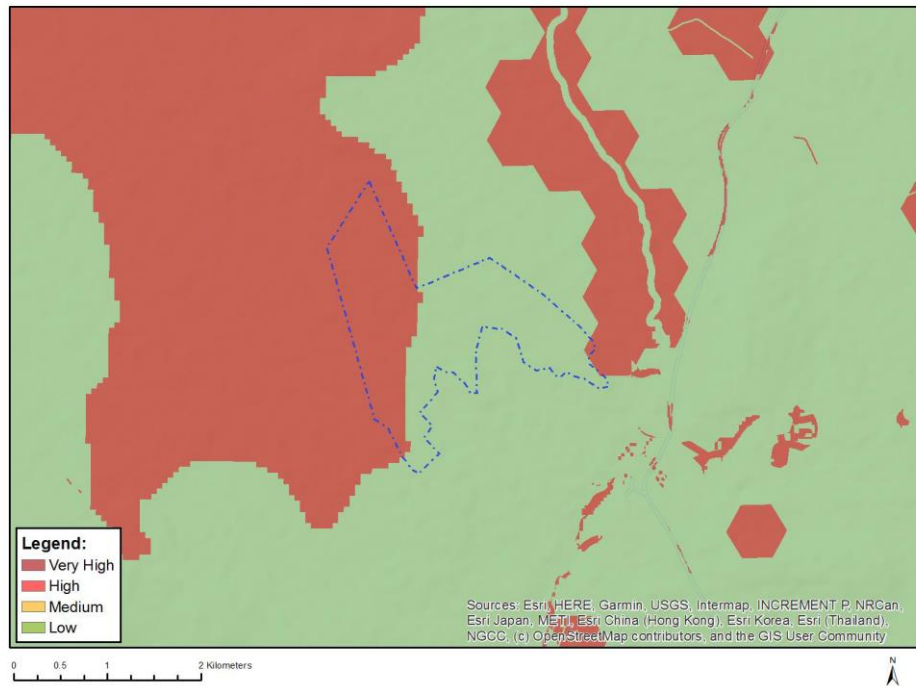 Legend:
Very High
High
Medium
Low
Sources: Esri, HERE, Garmin, USGS, Intermap, INCREMENT P, NRCan,
Esri Japan, METI, Esri China (Hong Kong), Esri Korea, Esri (Thailand),
NGCC, (c) OpenStreetMap contributors, and the GIS User Community
0 0.5 1 2 Kilometers
N